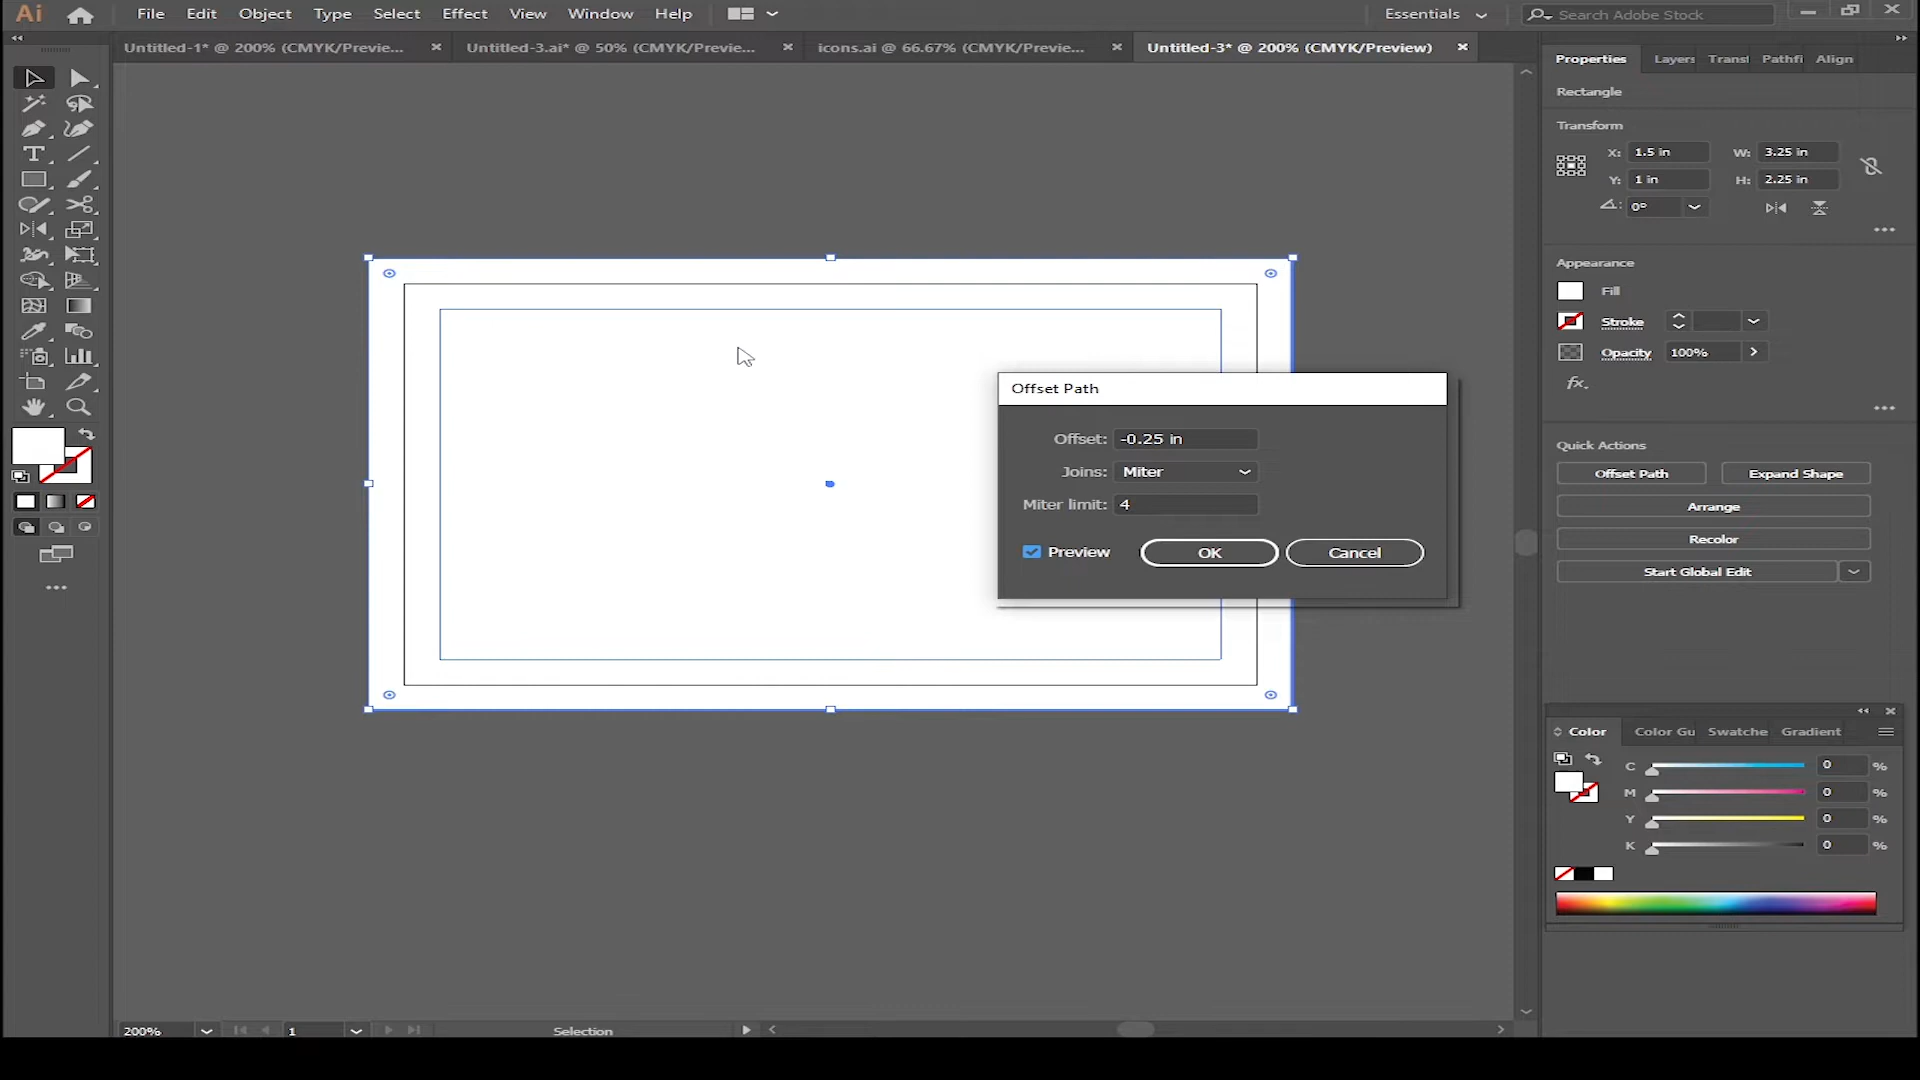 Ai File Edit Object Type Select Effect View Window Help Essentials Search Adobe Stock
Untitled-1* @ 200% (CMYK/Previe... Untitled-3.ai* @ 50% (CMYK/Previe... icons.ai @ 66.67% (CMYK/Previe... Untitled-3* @ 200% (CMYK/Preview)
Properties Layers Transf Pathfi Align
Rectangle
Transform
X: 1.5 in W: 3.25 in
Y: 1 in H: 2.25 in
0°
Appearance
Fill
Stroke
Opacity 100%
fx.
Quick Actions
Offset Path Expand Shape
Arrange
Recolor
Start Global Edit
Offset Path
Offset: -0.25 in
Joins: Miter
Miter limit: 4
Preview OK Cancel
Color Color Gu Swatche Gradient
C 0 %
M 0 %
Y 0 %
K 0 %
200% 1 Selection